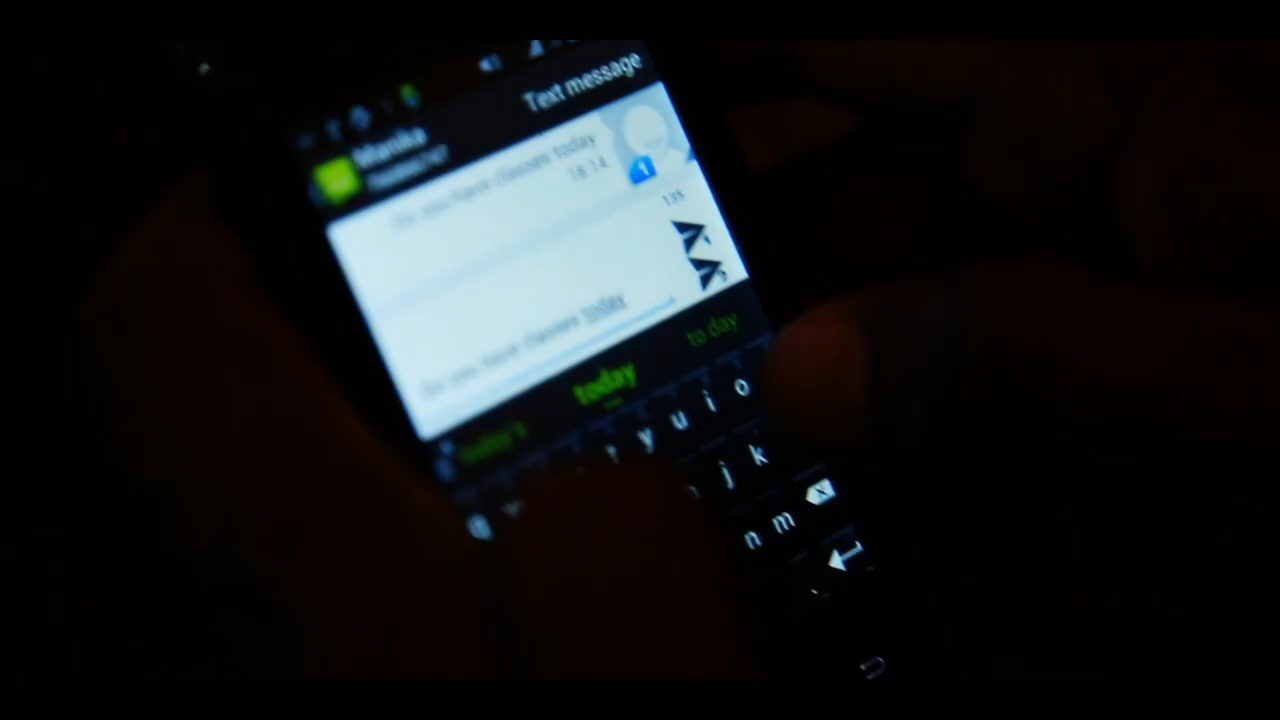 Text message
Manika
Do you have classes today
18:14
135
do you have classes today
today's today to day
q t y u i o
j k
n m